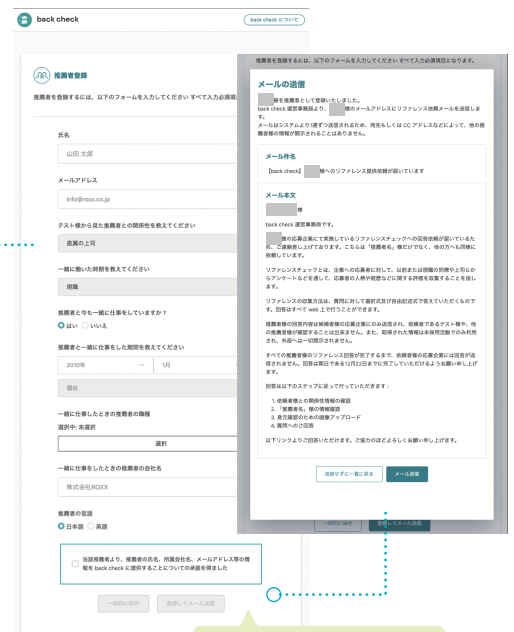 back check
back check について
推薦者登録
推薦者を登録するには、以下のフォームを入力してください すべて入力必須項
氏名
山田 太郎
メールアドレス
info@roxx.co.jp
テスト様から見た推薦者との関係性を教えてください
直属の上司
一緒に働いた時期を教えてください
現職
推薦者と今も一緒に仕事をしていますか？
はい いいえ
推薦者と一緒に仕事をした期間を教えてください
2010年 1月
現在
一緒に仕事したときの推薦者の職種
選択中: 未選択
選択
一緒に仕事をしたときの推薦者の会社名
株式会社ROXX
推薦者の言語
日本語 英語
当該推薦者より、推薦者の氏名、所属会社名、メールアドレス等の情
報を back check に提供することについての承諾を得ました
一時的に保存 登録してメール送信
推薦者を登録するには、以下のフォームを入力してください すべて入力必須項目になります。
メールの送信
様を推薦者として登録いたしました。
back check 運営事務局より、 様のメールアドレスにリファレンス依頼メールを送信しま
す。
メールはシステムより1通ずつ送信されるため、宛先もしくは CC アドレスなどによって、他の推
薦者様の情報が開示されることはありません。
メール件名
【back check】 様へのリファレンス提供依頼が届いています
メール本文
様
back check 運営事務局です。
様の応募企業にて実施しているリファレンスチェックへの回答依頼が届いているた
め、ご連絡差し上げております。こちらは「推薦者名」様だけでなく、他の方へも同様に
依頼しています。
リファレンスチェックとは、企業への応募者に対して、以前または現職の同僚や上司らか
らアンケートなどを通して、応募者の人柄や経歴などに関する評価を収集することを指し
ます。
リファレンスの収集方法は、質問に対して選択式及び自由記述式で答えていただくもので
す。回答はすべて web 上で行うことができます。
推薦者様の回答内容は候補者様の応募企業にのみ送信され、依頼者であるテスト様や、他
の推薦者様が確認することは出来ません。また、取得された情報は本採用活動でのみ利用
され、外部へは一切開示されません。
すべての推薦者様のリファレンス回答が完了するまで、依頼者様の応募企業には回答が送
信されません。回答は期日である12月22日までに完了していただけるようお願い申し上げ
ます。
回答は以下のステップに従って行っていただきます：
1. 依頼者様との関係性情報の確認
2. 「推薦者名」様の情報確認
3. 身元確認のための画像アップロード
4. 質問へのご回答
以下リンクよりご回答いただけます。ご協力のほどよろしくお願い申し上げます。
送信せずに一覧に戻る メール送信
一時的に保存 登録してメール送信